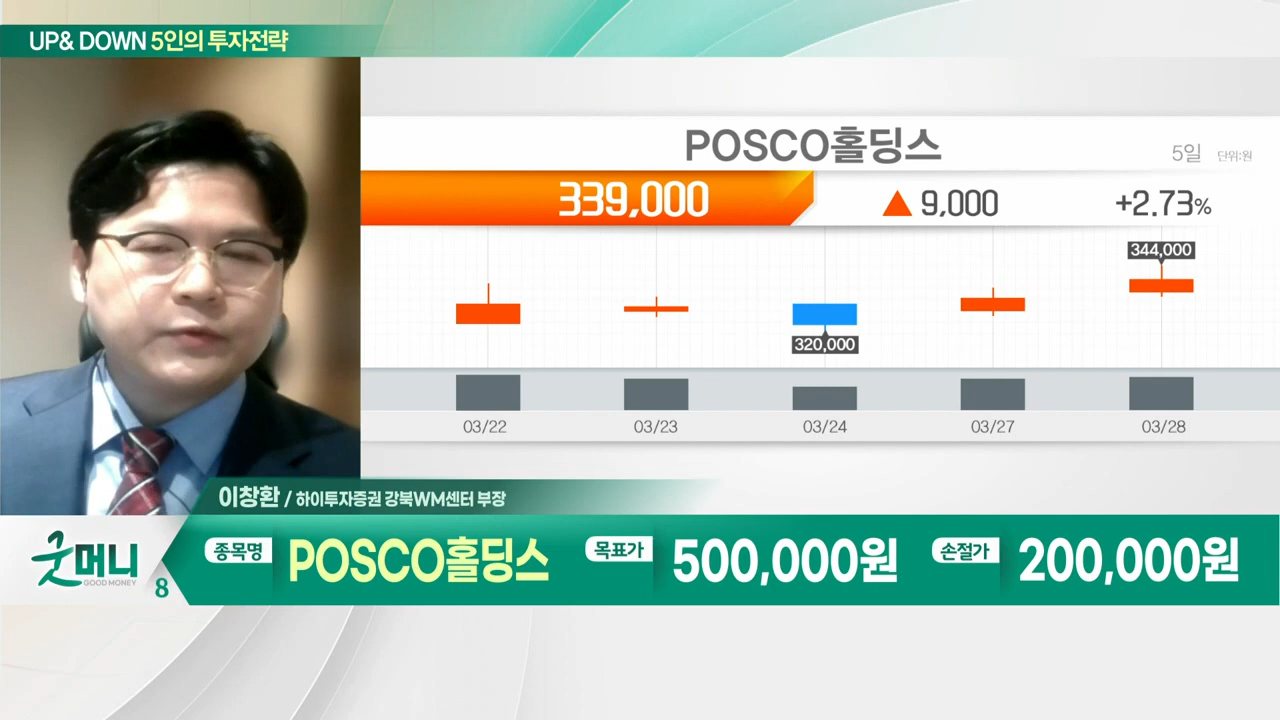 UP& DOWN 5인의 투자전략
POSCO홀딩스
5일 단위:원
339,000 ▲ 9,000 +2.73%
344,000
320,000
03/22 03/23 03/24 03/27 03/28
이창환 / 하이투자증권 강북WM센터 부장
굿머니
GOOD MONEY
8
종목명 POSCO홀딩스 목표가 500,000원 손절가 200,000원